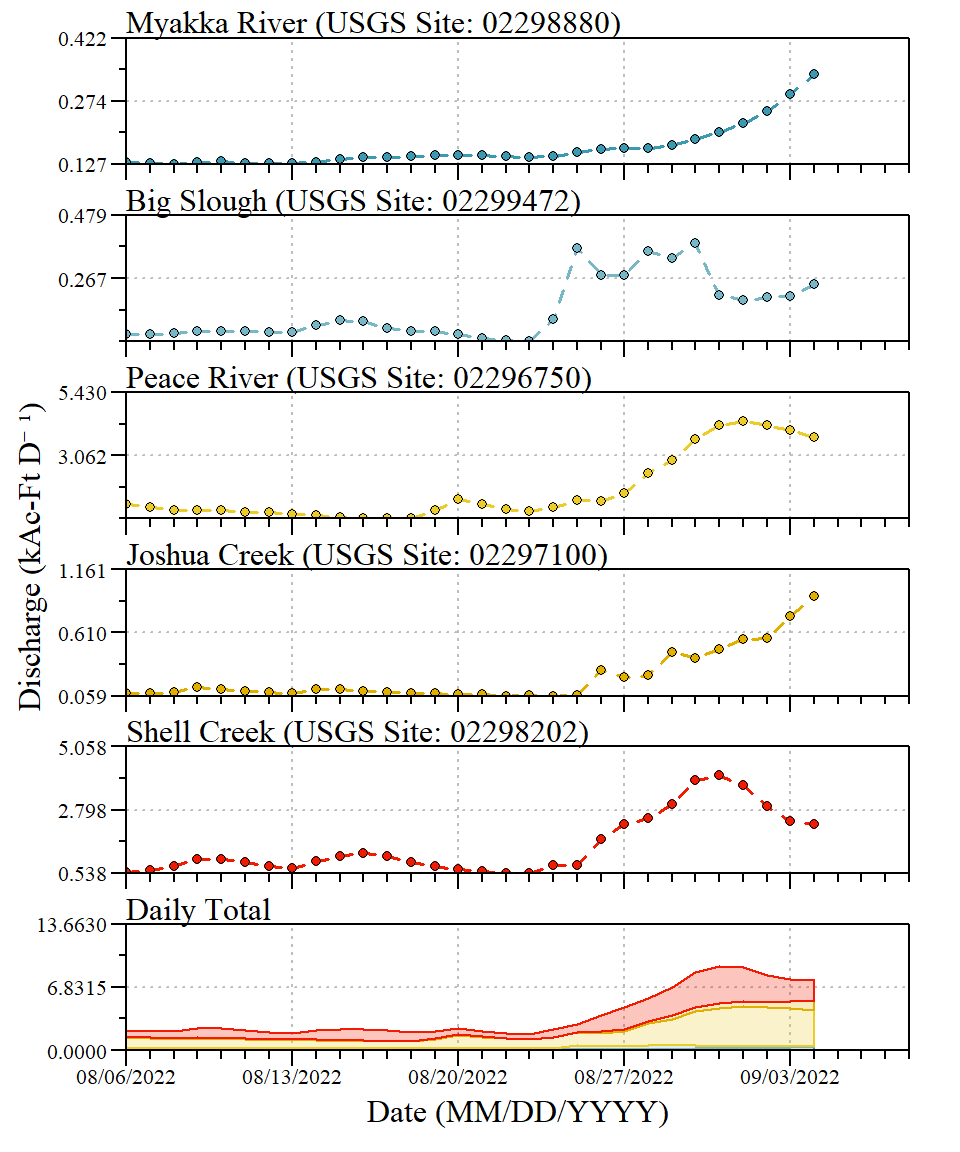 Myakka River (USGS Site: 02298880)
0.422
0.274
0.127
Big Slough (USGS Site: 02299472)
0.479
0.267
Peace River (USGS Site: 02296750)
5.430
3.062
Joshua Creek (USGS Site: 02297100)
1.161
0.610
0.059
Shell Creek (USGS Site: 02298202)
5.058
2.798
0.538
Daily Total
13.6630
6.8315
0.0000
08/06/2022 08/13/2022 08/20/2022 08/27/2022 09/03/2022
Date (MM/DD/YYYY)
Discharge (kAc-Ft D⁻¹)